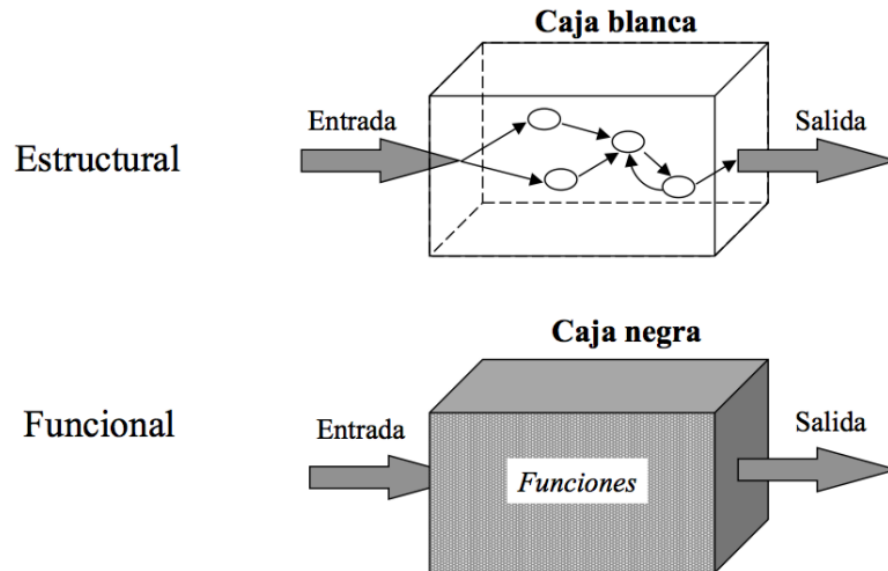 Caja blanca
Entrada
Salida
Estructural
Caja negra
Funcional
Entrada
Salida
Funciones